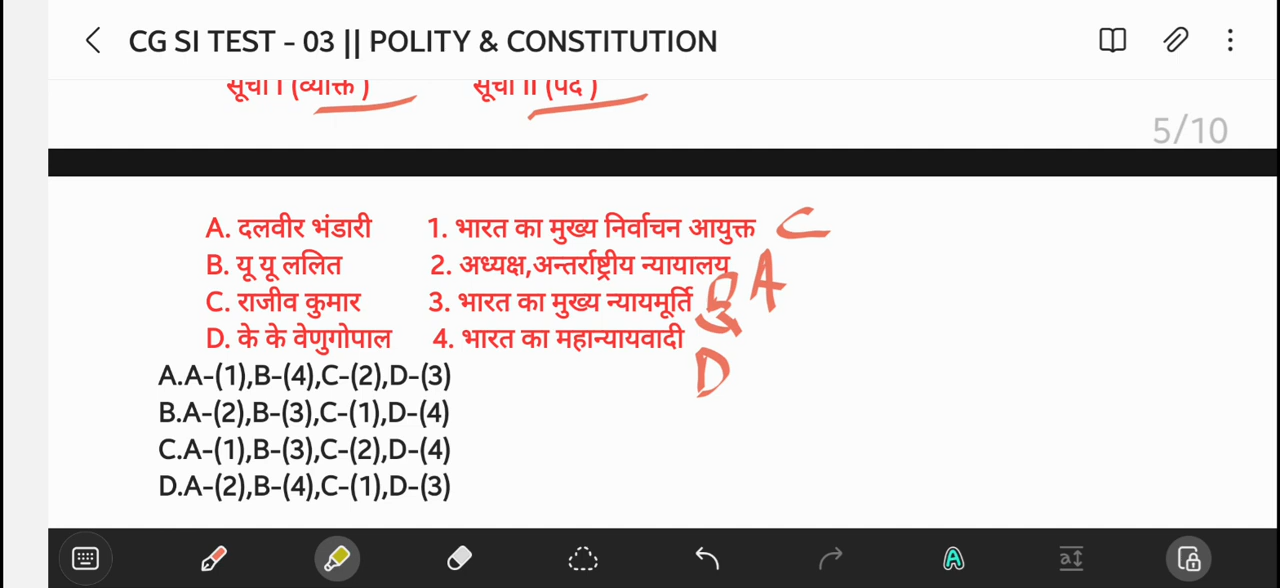 CG SI TEST - 03 || POLITY & CONSTITUTION
सूची I (व्यक्ति) सूची II (पद )
5/10
A. दलवीर भंडारी 1. भारत का मुख्य निर्वाचन आयुक्त C
B. यू यू ललित 2. अध्यक्ष,अन्तर्राष्ट्रीय न्यायालय A
C. राजीव कुमार 3. भारत का मुख्य न्यायमूर्ति B
D. के के वेणुगोपाल 4. भारत का महान्यायवादी D
A.A-(1),B-(4),C-(2),D-(3)
B.A-(2),B-(3),C-(1),D-(4)
C.A-(1),B-(3),C-(2),D-(4)
D.A-(2),B-(4),C-(1),D-(3)